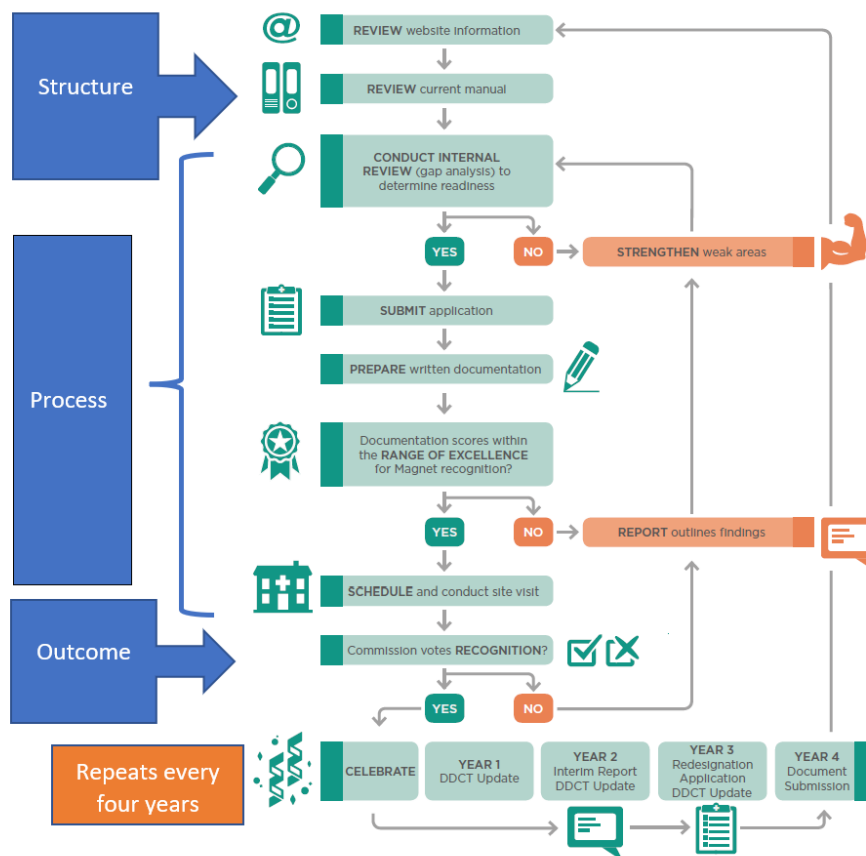 @
REVIEW website information
Structure
REVIEW current manual
CONDUCT INTERNAL
REVIEW (gap analysis) to
determine readiness
YES
NO
STRENGTHEN weak areas
SUBMIT application
PREPARE written documentation
Process
Documentation scores within
the RANGE OF EXCELLENCE
for Magnet recognition?
YES
NO
REPORT outlines findings
SCHEDULE and conduct site visit
Outcome
Commission votes RECOGNITION?
YES
NO
Repeats every
four years
CELEBRATE
YEAR 1
DDCT Update
YEAR 2
Interim Report
DDCT Update
YEAR 3
Redesignation
Application
DDCT Update
YEAR 4
Document
Submission